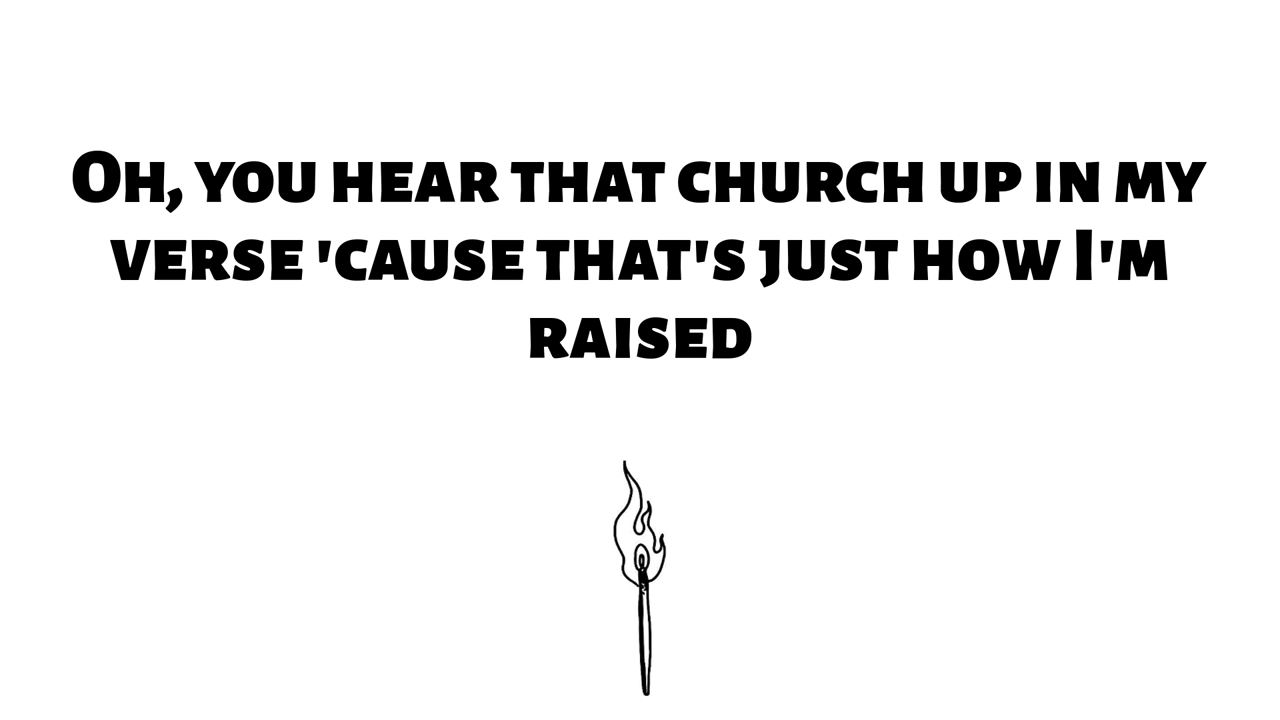 Oh, you hear that church up in my
verse 'cause that's just how I'm
raised